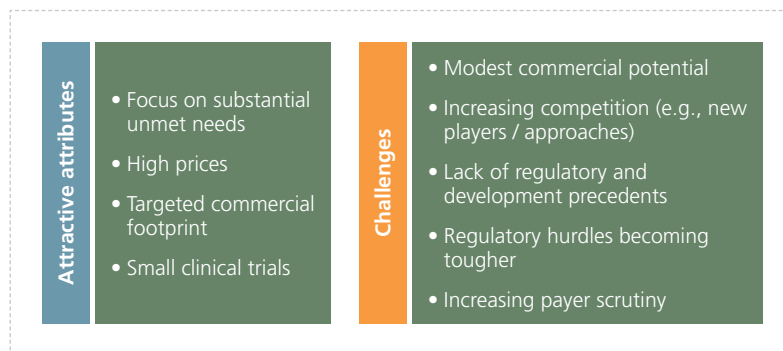 Attractive attributes
• Focus on substantial
unmet needs
• High prices
• Targeted commercial
footprint
• Small clinical trials
Challenges
• Modest commercial potential
• Increasing competition (e.g., new
players / approaches)
• Lack of regulatory and
development precedents
• Regulatory hurdles becoming
tougher
• Increasing payer scrutiny